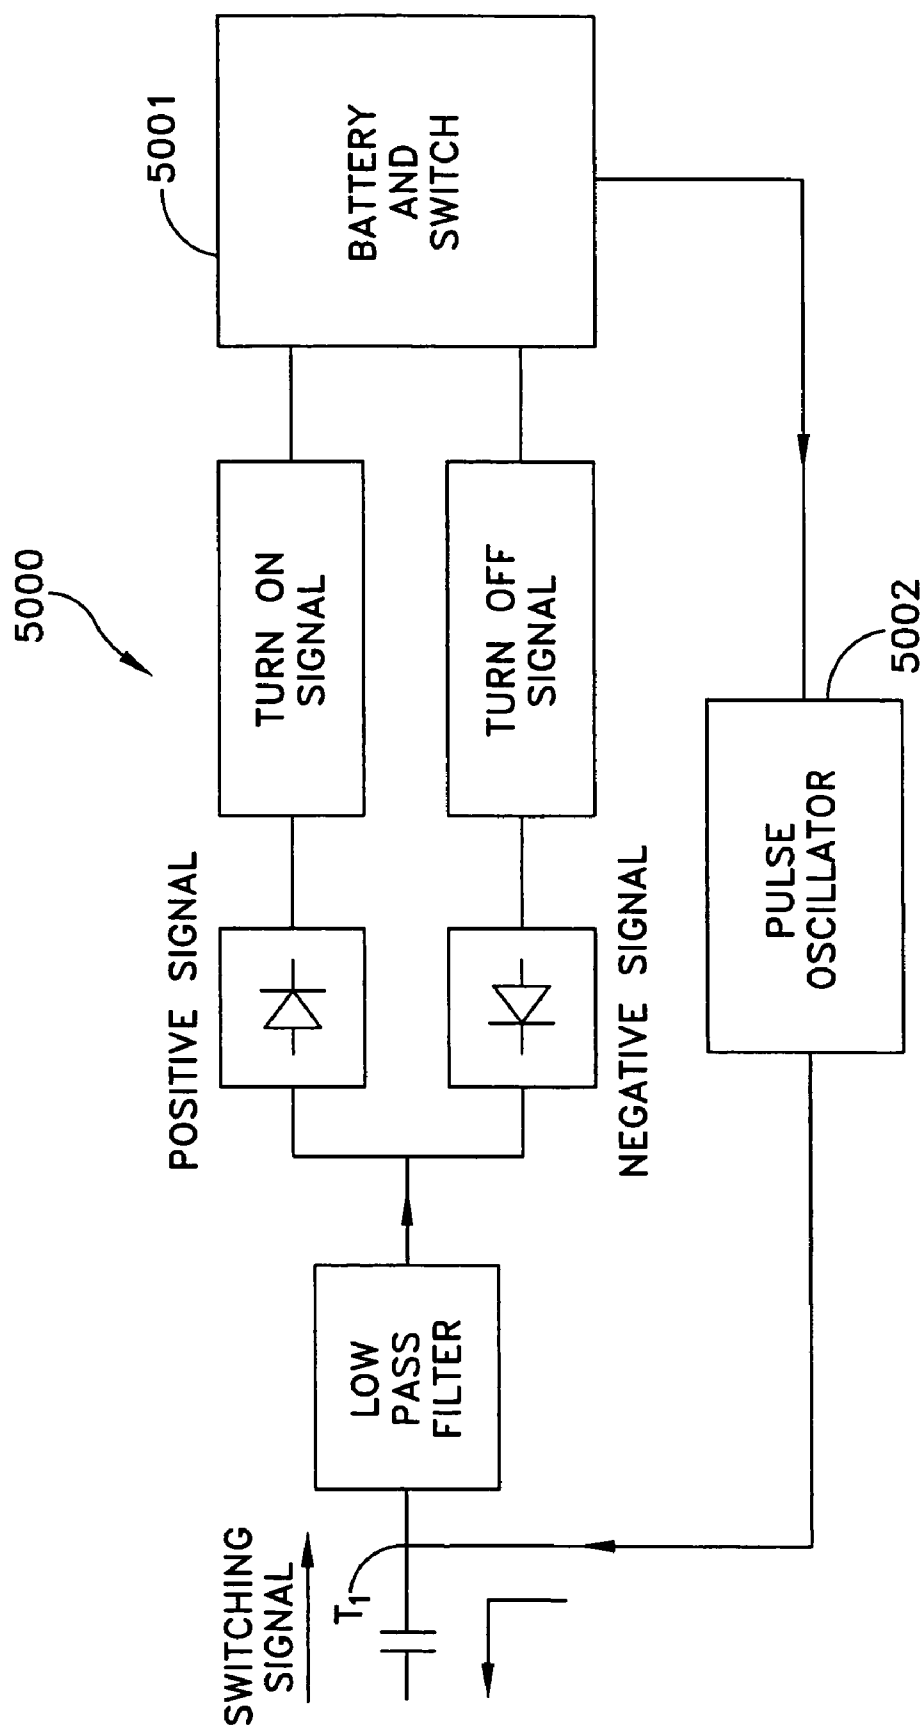 5000
SWITCHING
SIGNAL
T1
LOW
PASS
FILTER
POSITIVE SIGNAL
NEGATIVE SIGNAL
TURN ON
SIGNAL
TURN OFF
SIGNAL
5001
BATTERY
AND
SWITCH
PULSE
OSCILLATOR
5002